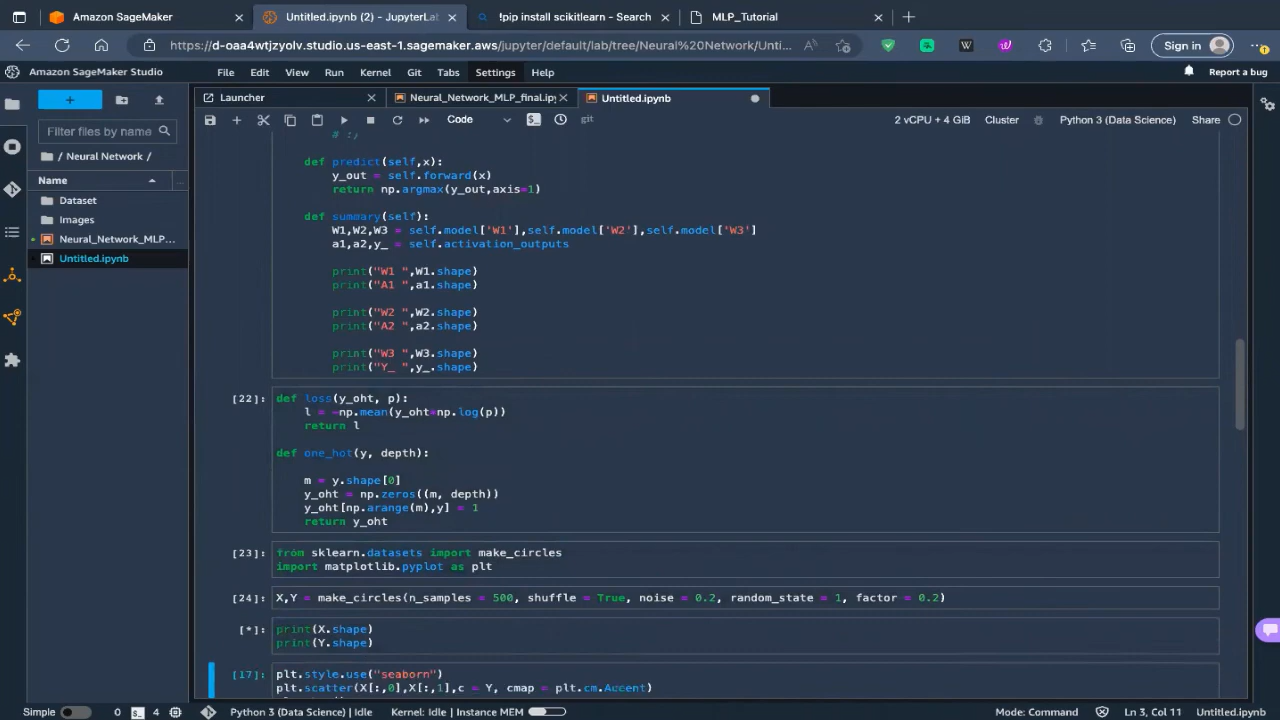 Amazon SageMaker
Untitled.ipynb (2) - JupyterLab
!pip install scikitlearn - Search
MLP_Tutorial
https://d-oaa4wtjzyolv.studio.us-east-1.sagemaker.aws/jupyter/default/lab/tree/Neural%20Network/Unti...
Sign in
Amazon SageMaker Studio
File Edit View Run Kernel Git Tabs Settings Help
Report a bug
Launcher
Neural_Network_MLP_final.ipy
Untitled.ipynb
Code
git
2 vCPU + 4 GiB
Cluster
Python 3 (Data Science)
Share
Filter files by name
/ Neural Network /
Name
Dataset
Images
Neural_Network_MLP...
Untitled.ipynb
# :)
def predict(self,x):
y_out = self.forward(x)
return np.argmax(y_out,axis=1)
def summary(self):
W1,W2,W3 = self.model['W1'],self.model['W2'],self.model['W3']
a1,a2,y_ = self.activation_outputs
print("W1 ",W1.shape)
print("A1 ",a1.shape)
print("W2 ",W2.shape)
print("A2 ",a2.shape)
print("W3 ",W3.shape)
print("Y_ ",y_.shape)
[22]: def loss(y_oht, p):
l = -np.mean(y_oht*np.log(p))
return l
def one_hot(y, depth):
m = y.shape[0]
y_oht = np.zeros((m, depth))
y_oht[np.arange(m),y] = 1
return y_oht
[23]: from sklearn.datasets import make_circles
import matplotlib.pyplot as plt
[24]: X,Y = make_circles(n_samples = 500, shuffle = True, noise = 0.2, random_state = 1, factor = 0.2)
[*]: print(X.shape)
print(Y.shape)
[17]: plt.style.use("seaborn")
plt.scatter(X[:,0],X[:,1],c = Y, cmap = plt.cm.Accent)
Simple 0 4 Python 3 (Data Science) | Idle Kernel: Idle | Instance MEM Mode: Command Ln 3, Col 11 Untitled.ipynb